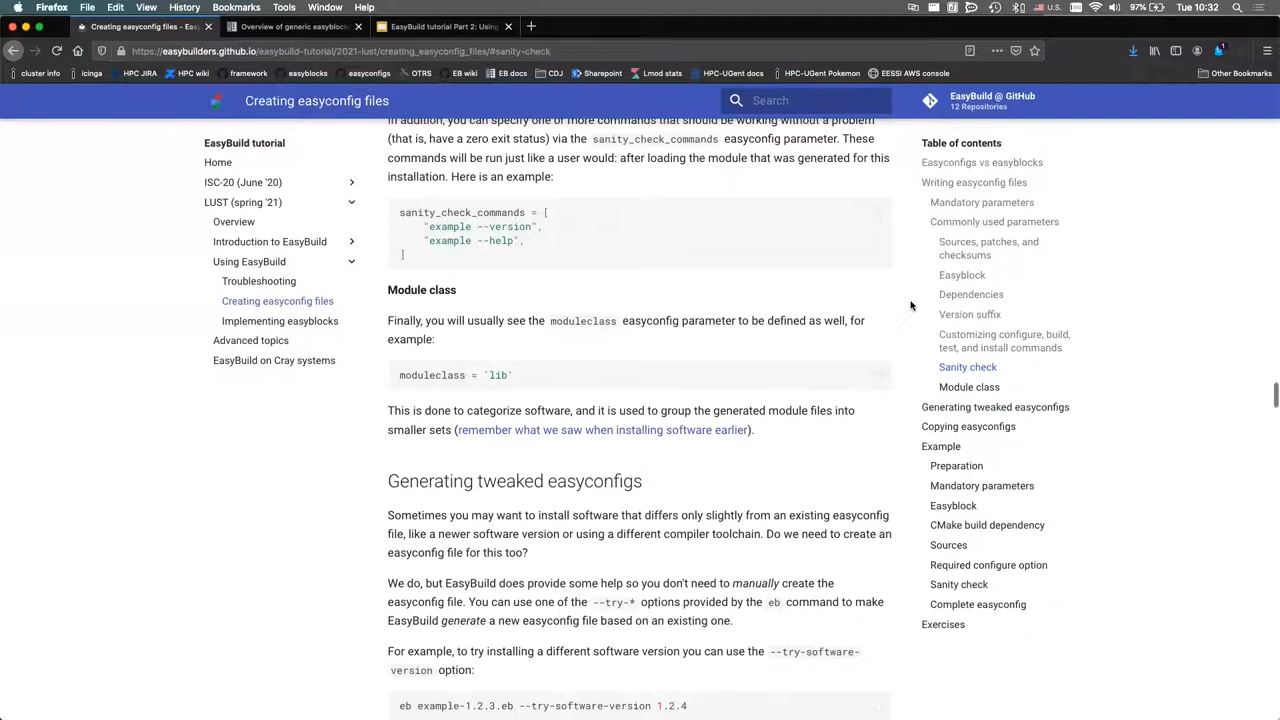 Firefox File Edit View History Bookmarks Tools Window Help
U.S. 97% Tue 10:32
Creating easyconfig files - Easy
Overview of generic easyblocks
EasyBuild tutorial Part 2: Using
https://easybuilders.github.io/easybuild-tutorial/2021-lust/creating_easyconfig_files/#sanity-check
cluster info Icinga HPC JIRA HPC wiki framework easyblocks easyconfigs OTRS EB wiki EB docs CDJ Sharepoint Lmod stats HPC-UGent docs HPC-UGent Pokemon EESSI AWS console Other Bookmarks
Creating easyconfig files
Search
EasyBuild @ GitHub
12 Repositories
EasyBuild tutorial
Home
ISC-20 (June '20)
LUST (spring '21)
Overview
Introduction to EasyBuild
Using EasyBuild
Troubleshooting
Creating easyconfig files
Implementing easyblocks
Advanced topics
EasyBuild on Cray systems
In addition, you can specify one or more commands that should be working without a problem
(that is, have a zero exit status) via the sanity_check_commands easyconfig parameter. These
commands will be run just like a user would: after loading the module that was generated for this
installation. Here is an example:
sanity_check_commands = [
"example --version",
"example --help",
]
Module class
Finally, you will usually see the moduleclass easyconfig parameter to be defined as well, for
example:
moduleclass = 'lib'
This is done to categorize software, and it is used to group the generated module files into
smaller sets (remember what we saw when installing software earlier).
Generating tweaked easyconfigs
Sometimes you may want to install software that differs only slightly from an existing easyconfig
file, like a newer software version or using a different compiler toolchain. Do we need to create an
easyconfig file for this too?
We do, but EasyBuild does provide some help so you don't need to manually create the
easyconfig file. You can use one of the --try-* options provided by the eb command to make
EasyBuild generate a new easyconfig file based on an existing one.
For example, to try installing a different software version you can use the --try-software-
version option:
eb example-1.2.3.eb --try-software-version 1.2.4
Table of contents
Easyconfigs vs easyblocks
Writing easyconfig files
Mandatory parameters
Commonly used parameters
Sources, patches, and
checksums
Easyblock
Dependencies
Version suffix
Customizing configure, build,
test, and install commands
Sanity check
Module class
Generating tweaked easyconfigs
Copying easyconfigs
Example
Preparation
Mandatory parameters
Easyblock
CMake build dependency
Sources
Required configure option
Sanity check
Complete easyconfig
Exercises